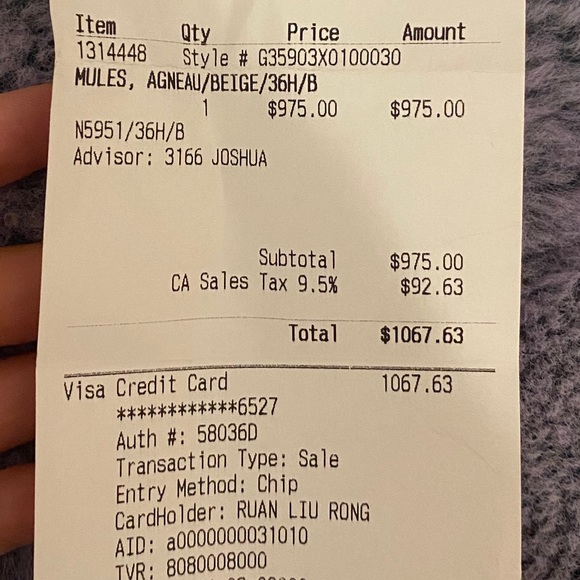 Item Qty Price Amount
1314448 Style # G35903X0100030
MULES, AGNEAU/BEIGE/36H/B
1 $975.00 $975.00
N5951/36H/B
Advisor: 3166 JOSHUA
Subtotal $975.00
CA Sales Tax 9.5% $92.63
Total $1067.63
Visa Credit Card 1067.63
************6527
Auth #: 58036D
Transaction Type: Sale
Entry Method: Chip
CardHolder: RUAN LIU RONG
AID: a0000000031010
TVR: 8080008000